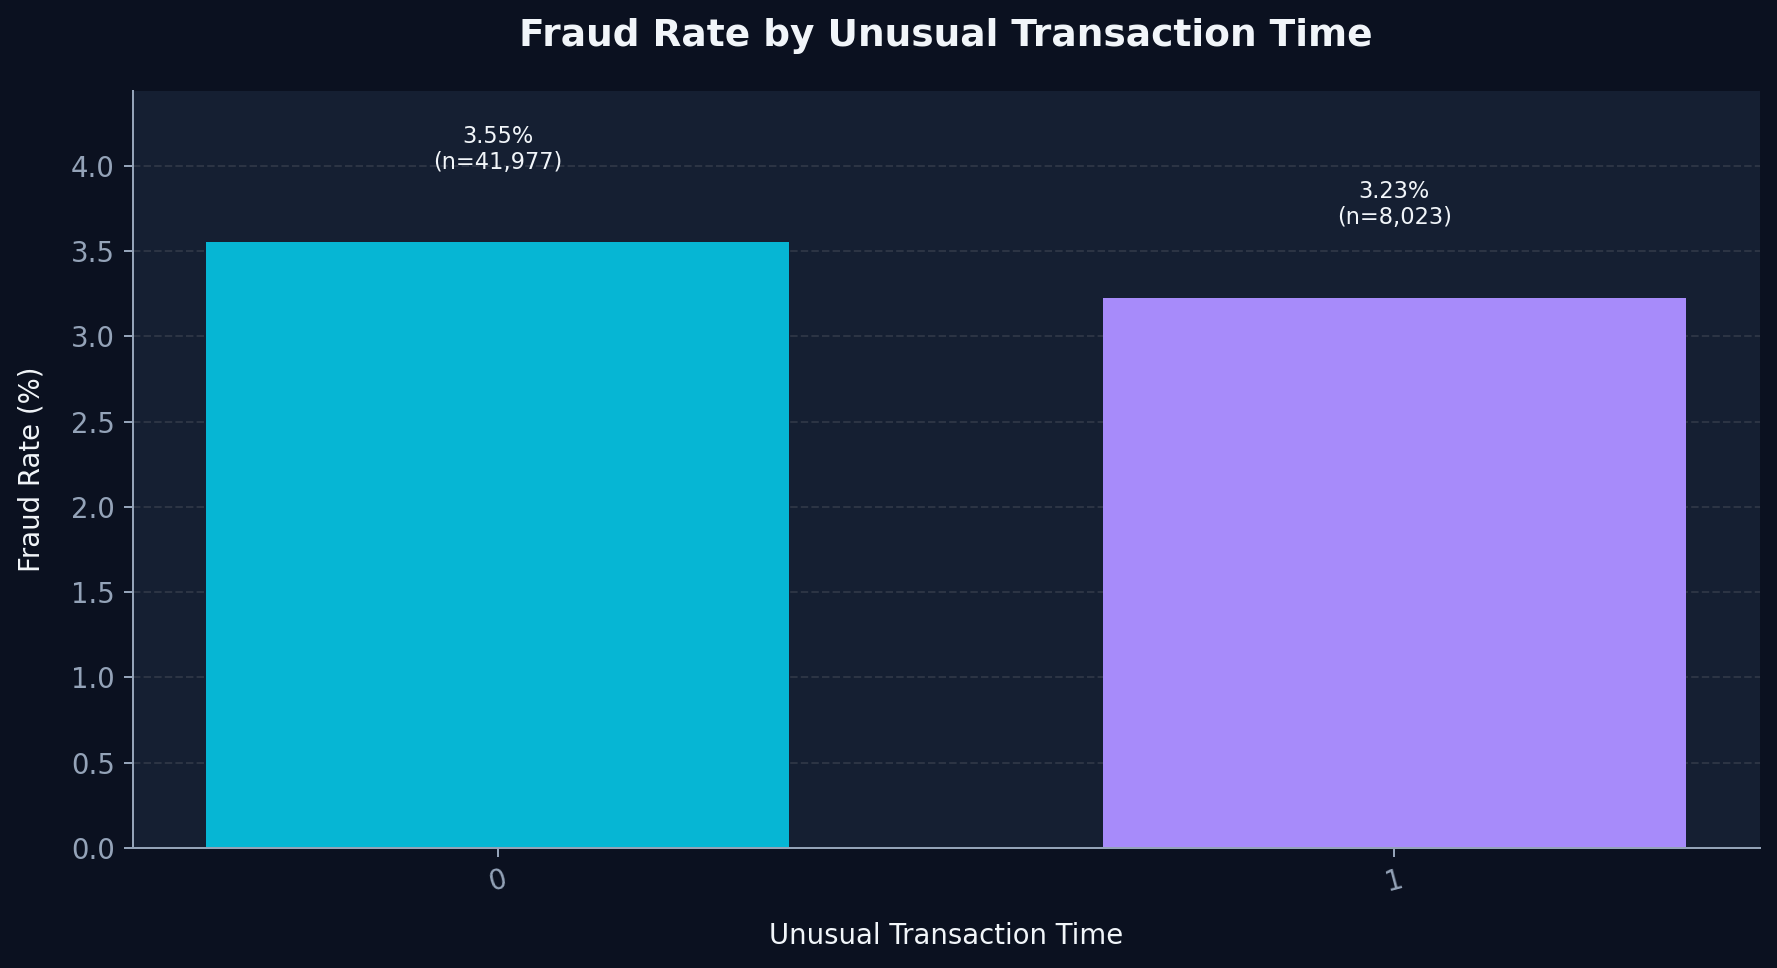 Fraud Rate by Unusual Transaction Time
3.55%
(n=41,977)
3.23%
(n=8,023)
4.0
3.5
3.0
2.5
2.0
1.5
1.0
0.5
0.0
Fraud Rate (%)
0
1
Unusual Transaction Time